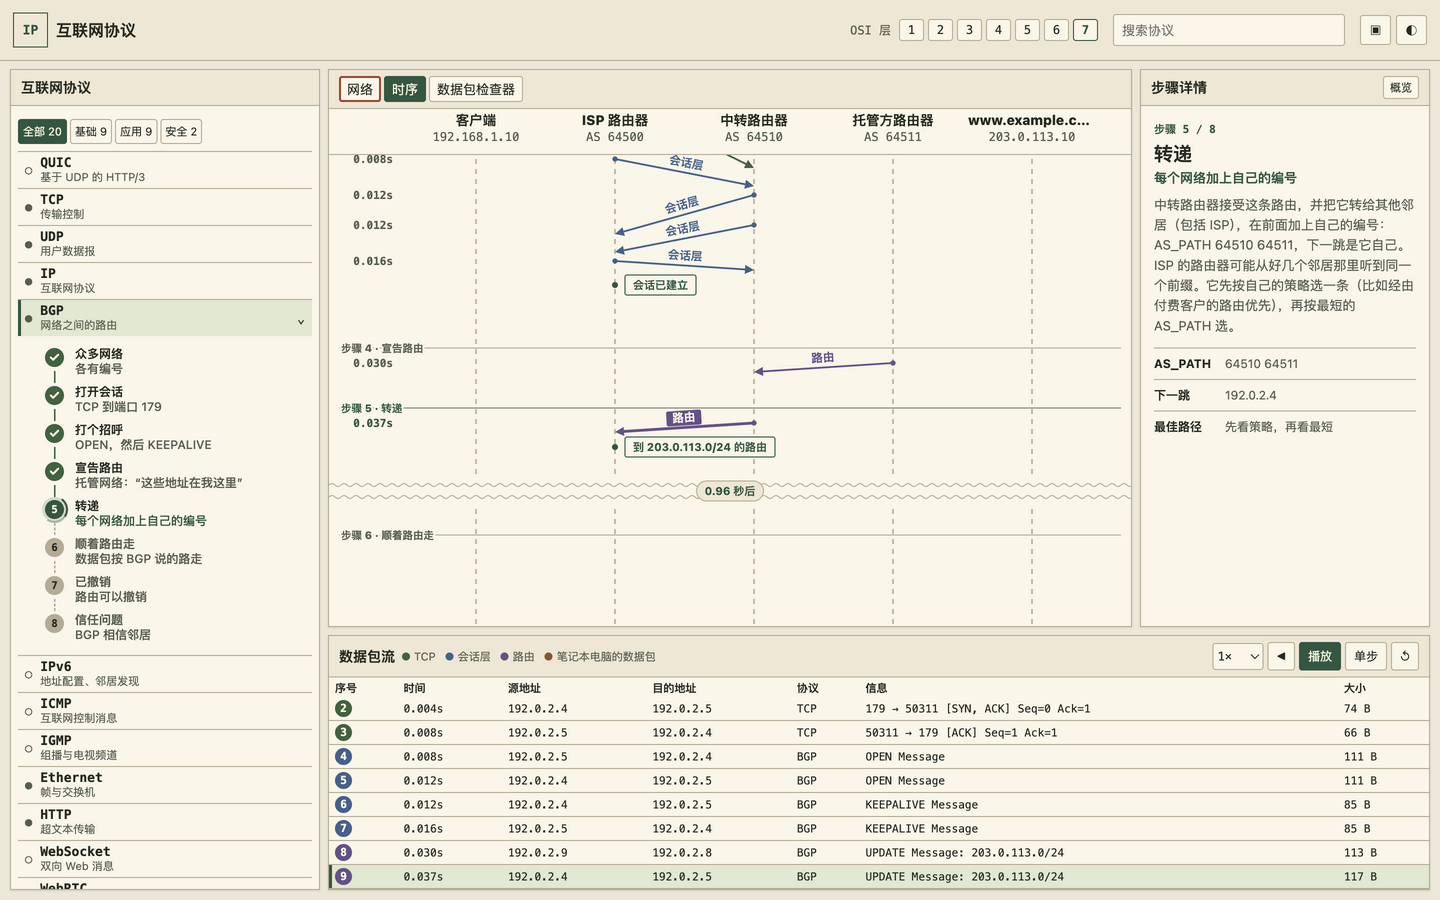 IP
互联网协议
OSI 层
1
2
3
4
5
6
7
搜索协议
互联网协议
全部 20
基础 9
应用 9
安全 2
QUIC
基于 UDP 的 HTTP/3
TCP
传输控制
UDP
用户数据报
IP
互联网协议
BGP
网络之间的路由
众多网络
各有编号
打开会话
TCP 到端口 179
打个招呼
OPEN，然后 KEEPALIVE
宣告路由
托管网络：“这些地址在我这里”
5
转递
每个网络加上自己的编号
6
顺着路由走
数据包按 BGP 说的路走
7
已撤销
路由可以撤销
8
信任问题
BGP 相信邻居
IPv6
地址配置、邻居发现
ICMP
互联网控制消息
IGMP
组播与电视频道
Ethernet
帧与交换机
HTTP
超文本传输
WebSocket
双向 Web 消息
WebRTC
网络
时序
数据包检查器
客户端
192.168.1.10
ISP 路由器
AS 64500
中转路由器
AS 64510
托管方路由器
AS 64511
www.example.c...
203.0.113.10
0.008s
会话层
0.012s
会话层
0.012s
会话层
0.016s
会话层
会话已建立
步骤 4 · 宣告路由
0.030s
路由
步骤 5 · 转递
0.037s
路由
到 203.0.113.0/24 的路由
0.96 秒后
步骤 6 · 顺着路由走
步骤详情
概览
步骤 5 / 8
转递
每个网络加上自己的编号
中转路由器接受这条路由，并把它转给其他邻
居（包括 ISP），在前面加上自己的编号：
AS_PATH 64510 64511，下一跳是它自己。
ISP 的路由器可能从好几个邻居那里听到同一
个前缀。它先按自己的策略选一条（比如经由
付费客户的路由优先），再按最短的
AS_PATH 选。
AS_PATH 64510 64511
下一跳 192.0.2.4
最佳路径 先看策略，再看最短
数据包流
TCP
会话层
路由
笔记本电脑的数据包
1×
播放
单步
序号 时间 源地址 目的地址 协议 信息 大小
2 0.004s 192.0.2.4 192.0.2.5 TCP 179 → 50311 [SYN, ACK] Seq=0 Ack=1 74 B
3 0.008s 192.0.2.5 192.0.2.4 TCP 50311 → 179 [ACK] Seq=1 Ack=1 66 B
4 0.008s 192.0.2.5 192.0.2.4 BGP OPEN Message 111 B
5 0.012s 192.0.2.4 192.0.2.5 BGP OPEN Message 111 B
6 0.012s 192.0.2.4 192.0.2.5 BGP KEEPALIVE Message 85 B
7 0.016s 192.0.2.5 192.0.2.4 BGP KEEPALIVE Message 85 B
8 0.030s 192.0.2.9 192.0.2.8 BGP UPDATE Message: 203.0.113.0/24 113 B
9 0.037s 192.0.2.4 192.0.2.5 BGP UPDATE Message: 203.0.113.0/24 117 B